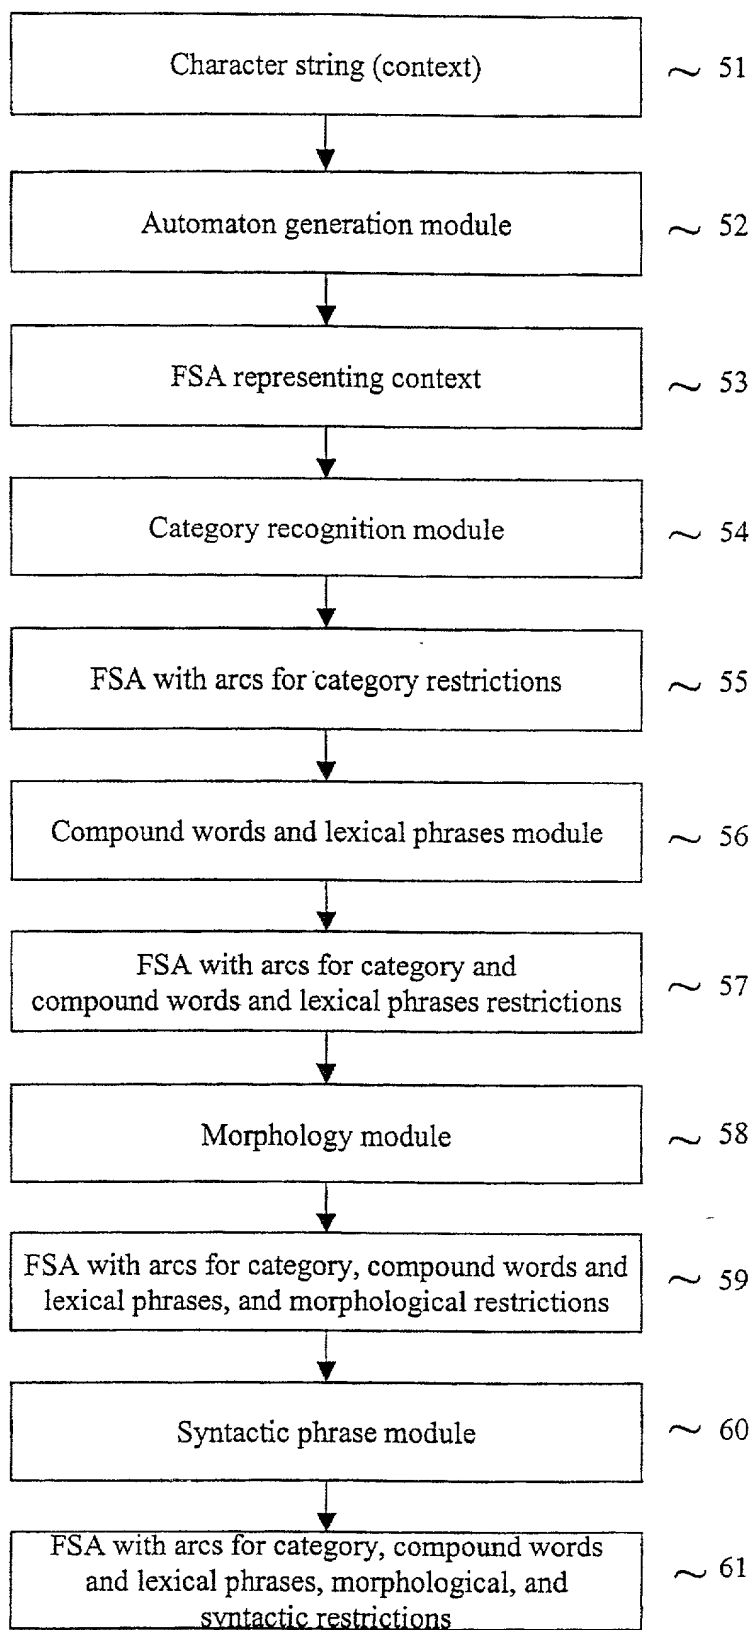 Character string (context) ~ 51
Automaton generation module ~ 52
FSA representing context ~ 53
Category recognition module ~ 54
FSA with arcs for category restrictions ~ 55
Compound words and lexical phrases module ~ 56
FSA with arcs for category and
compound words and lexical phrases restrictions ~ 57
Morphology module ~ 58
FSA with arcs for category, compound words and
lexical phrases, and morphological restrictions ~ 59
Syntactic phrase module ~ 60
FSA with arcs for category, compound words
and lexical phrases, morphological, and ~ 61
syntactic restrictions